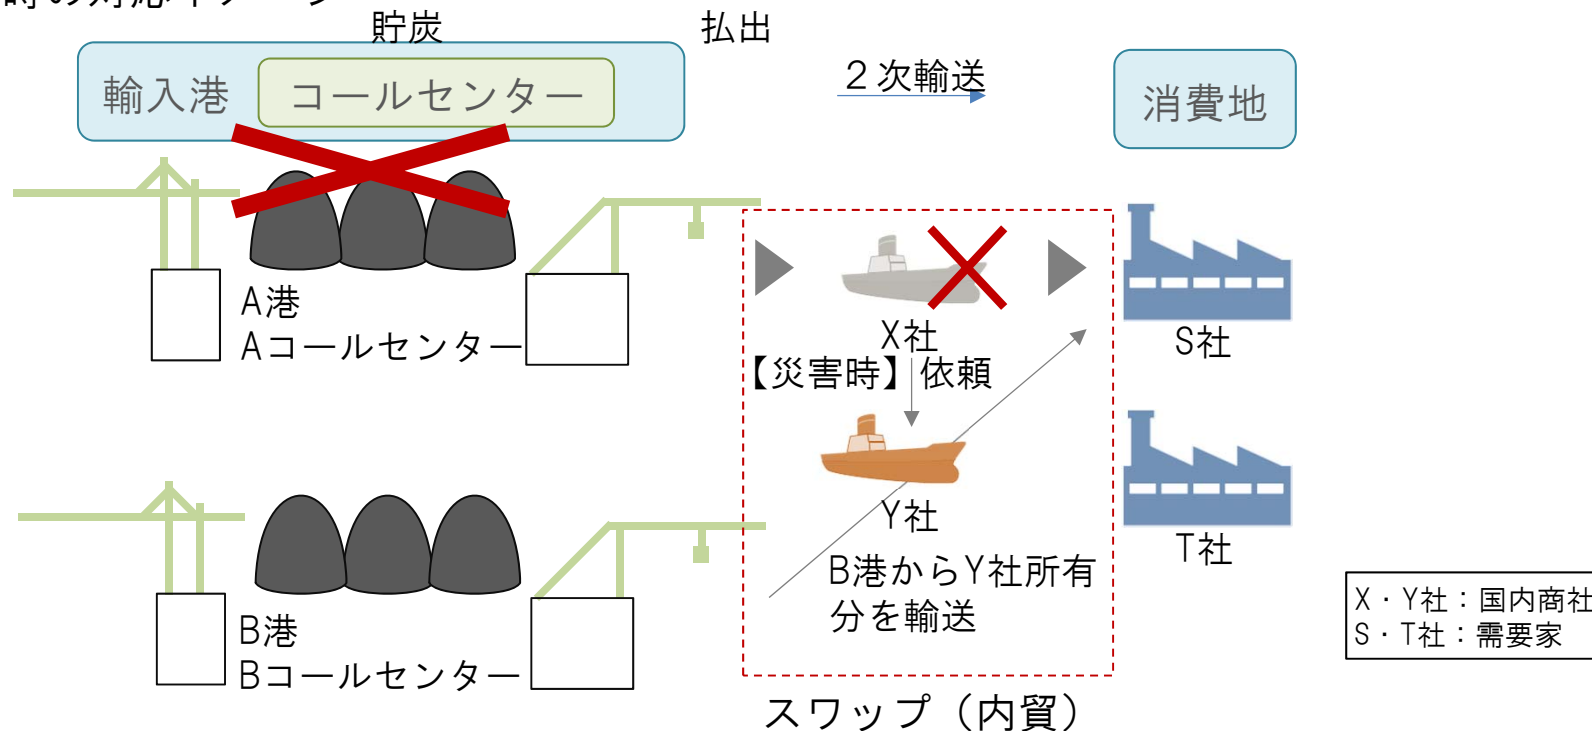 貯炭
払出
輸入港
コールセンター
２次輸送
消費地
A港
Aコールセンター
X社
【災害時】依頼
S社
Y社
B港からY社所有
分を輸送
T社
B港
Bコールセンター
X・Y社：国内商社
S・T社：需要家
スワップ（内貿）